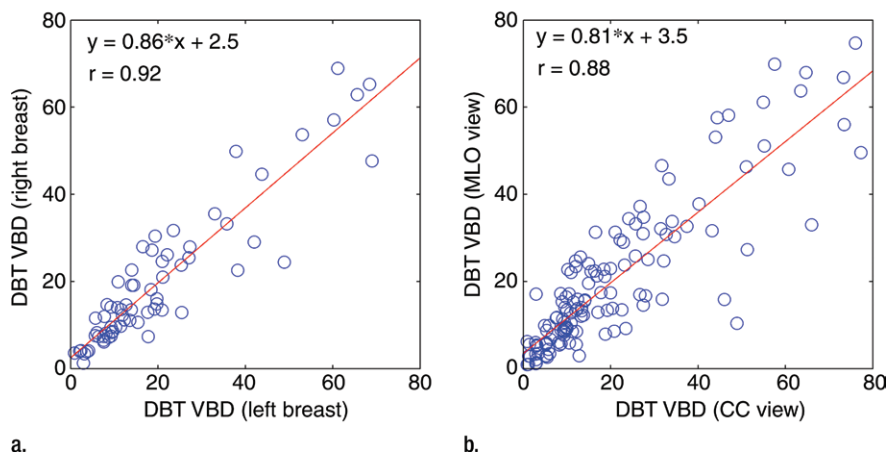 y = 0.86*x + 2.5
r = 0.92
80
60
40
20
0
DBT VBD (right breast)
0 20 40 60 80
DBT VBD (left breast)
a.
y = 0.81*x + 3.5
r = 0.88
80
60
40
20
0
DBT VBD (MLO view)
0 20 40 60 80
DBT VBD (CC view)
b.